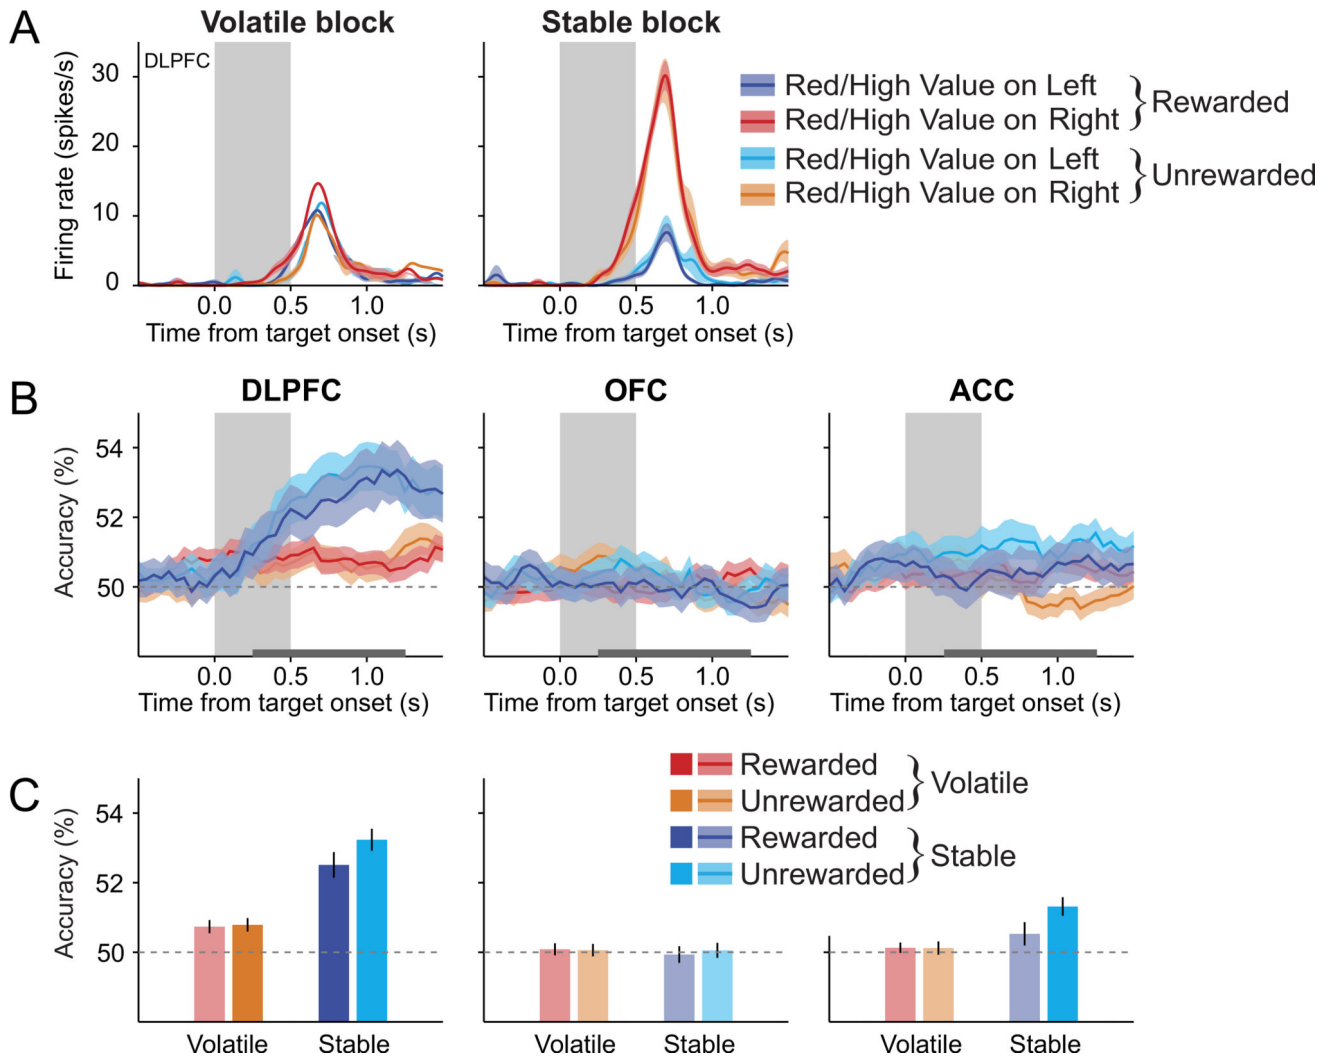 A
Volatile block
Stable block
DLPFC
Firing rate (spikes/s)
30
20
10
0
0.0 0.5 1.0
Time from target onset (s)
0.0 0.5 1.0
Time from target onset (s)
Red/High Value on Left
Red/High Value on Right
Rewarded
Red/High Value on Left
Red/High Value on Right
Unrewarded
B
DLPFC
OFC
ACC
Accuracy (%)
54
52
50
0.0 0.5 1.0
Time from target onset (s)
0.0 0.5 1.0
Time from target onset (s)
0.0 0.5 1.0
Time from target onset (s)
C
Accuracy (%)
54
52
50
Rewarded
Unrewarded
Volatile
Rewarded
Unrewarded
Stable
Volatile Stable
Volatile Stable
Volatile Stable